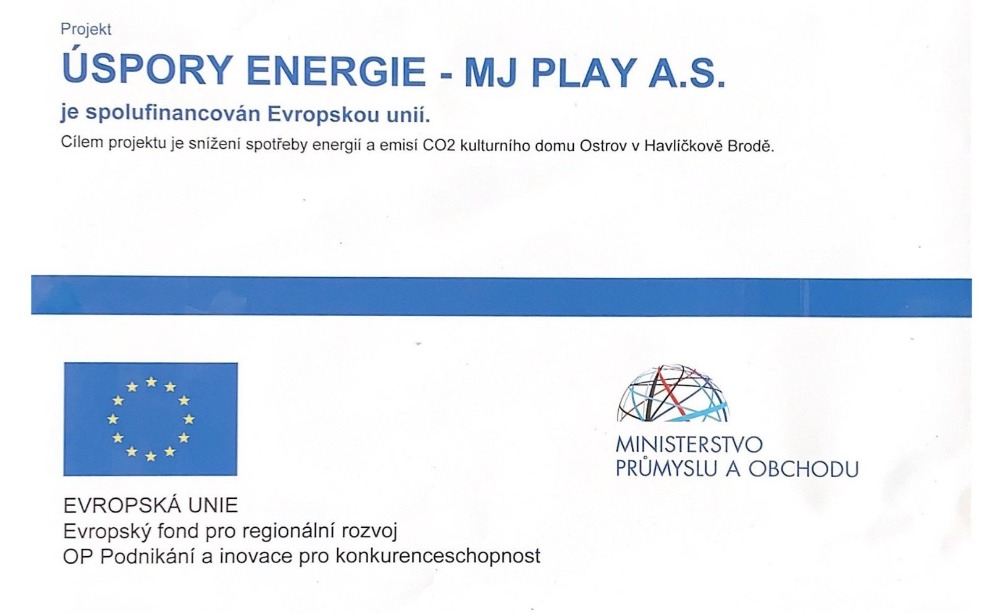 Projekt
ÚSPORY ENERGIE - MJ PLAY A.S.
je spolufinancován Evropskou unií.
Cílem projektu je snížení spotřeby energií a emisí CO2 kulturního domu Ostrov v Havlíčkově Brodě.
EVROPSKÁ UNIE
Evropský fond pro regionální rozvoj
OP Podnikání a inovace pro konkurenceschopnost
MINISTERSTVO
PRŮMYSLU A OBCHODU